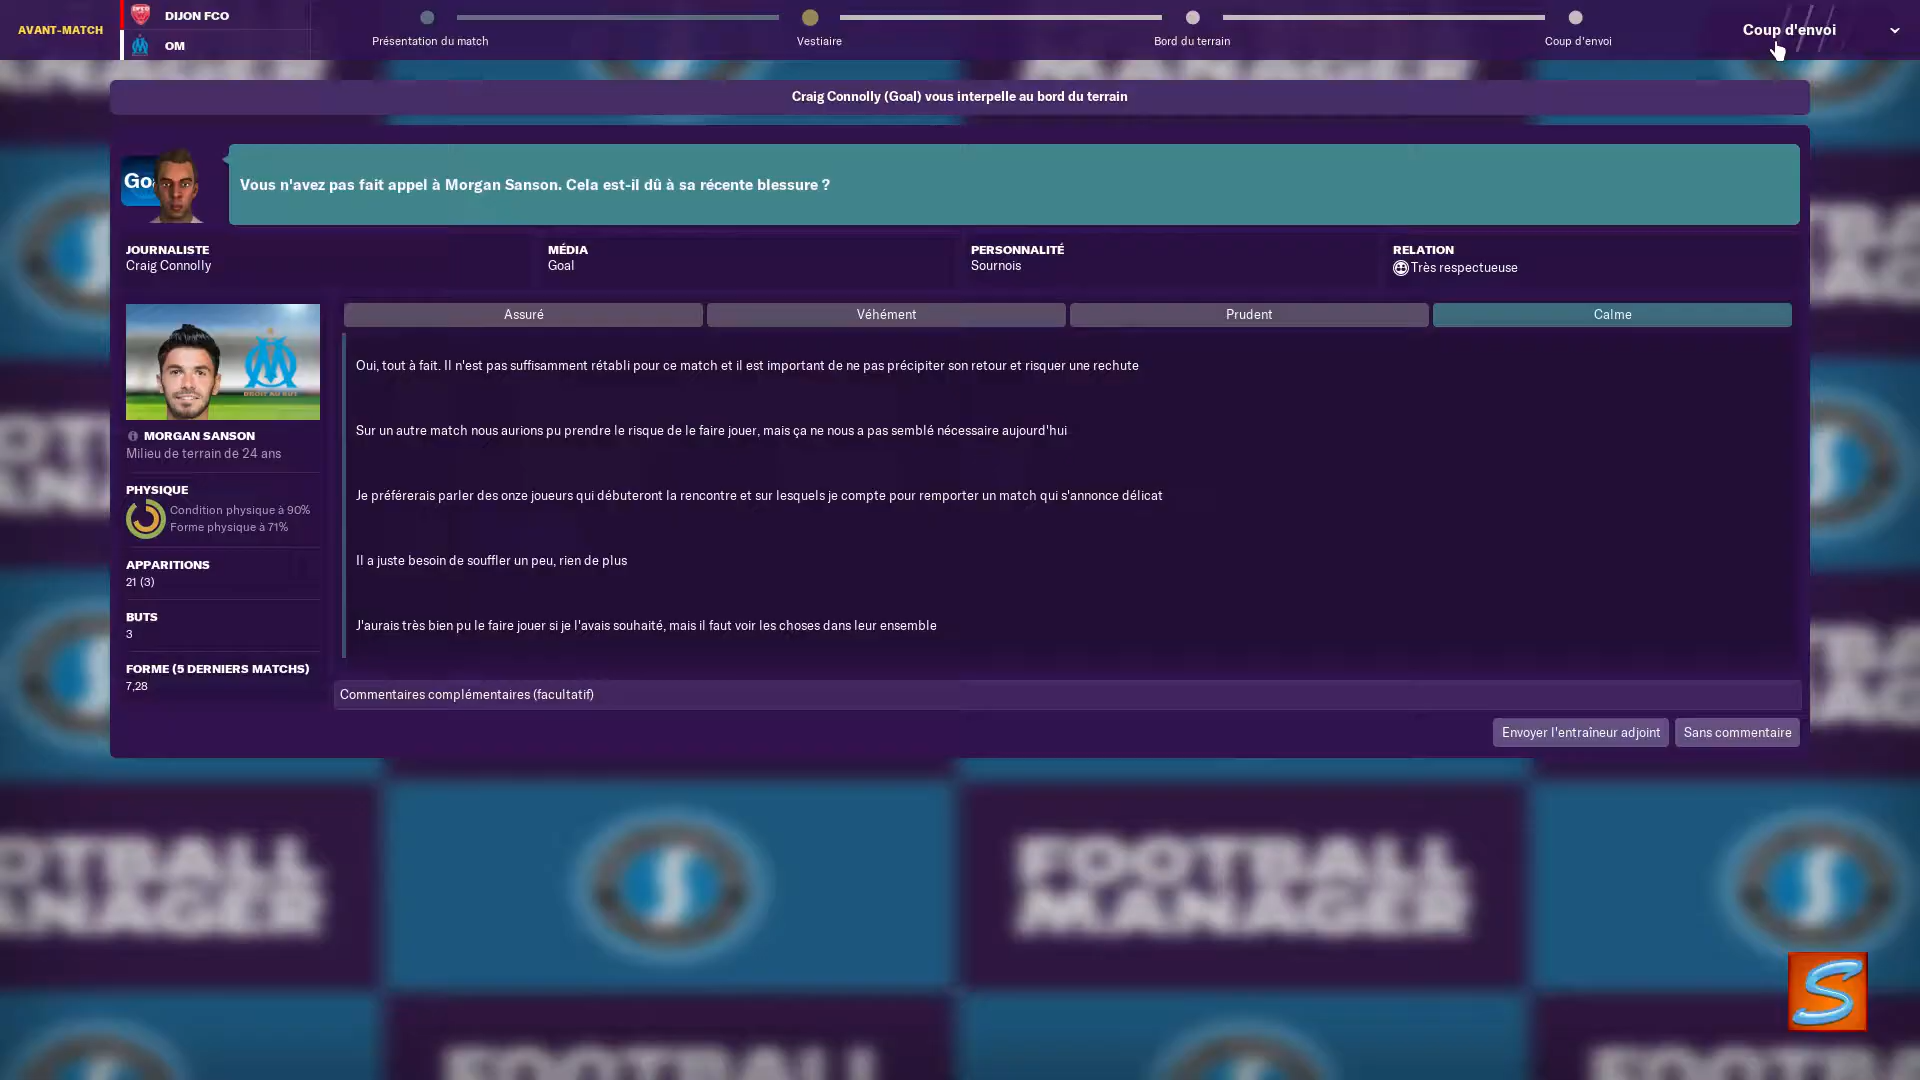 AVANT-MATCH
DIJON FCO
OM
Présentation du match
Vestiaire
Bord du terrain
Coup d'envoi
Coup d'envoi
Craig Connolly (Goal) vous interpelle au bord du terrain
Vous n'avez pas fait appel à Morgan Sanson. Cela est-il dû à sa récente blessure ?
JOURNALISTE
Craig Connolly
MÉDIA
Goal
PERSONNALITÉ
Sournois
RELATION
Très respectueuse
Assuré
Véhément
Prudent
Calme
DROIT AU BUT
MORGAN SANSON
Milieu de terrain de 24 ans
PHYSIQUE
Condition physique à 90%
Forme physique à 71%
APPARITIONS
21 (3)
BUTS
3
FORME (5 DERNIERS MATCHS)
7,28
Oui, tout à fait. Il n'est pas suffisamment rétabli pour ce match et il est important de ne pas précipiter son retour et risquer une rechute
Sur un autre match nous aurions pu prendre le risque de le faire jouer, mais ça ne nous a pas semblé nécessaire aujourd'hui
Je préférerais parler des onze joueurs qui débuteront la rencontre et sur lesquels je compte pour remporter un match qui s'annonce délicat
Il a juste besoin de souffler un peu, rien de plus
J'aurais très bien pu le faire jouer si je l'avais souhaité, mais il faut voir les choses dans leur ensemble
Commentaires complémentaires (facultatif)
Envoyer l'entraîneur adjoint
Sans commentaire
FOOTBALL
MANAGER
S